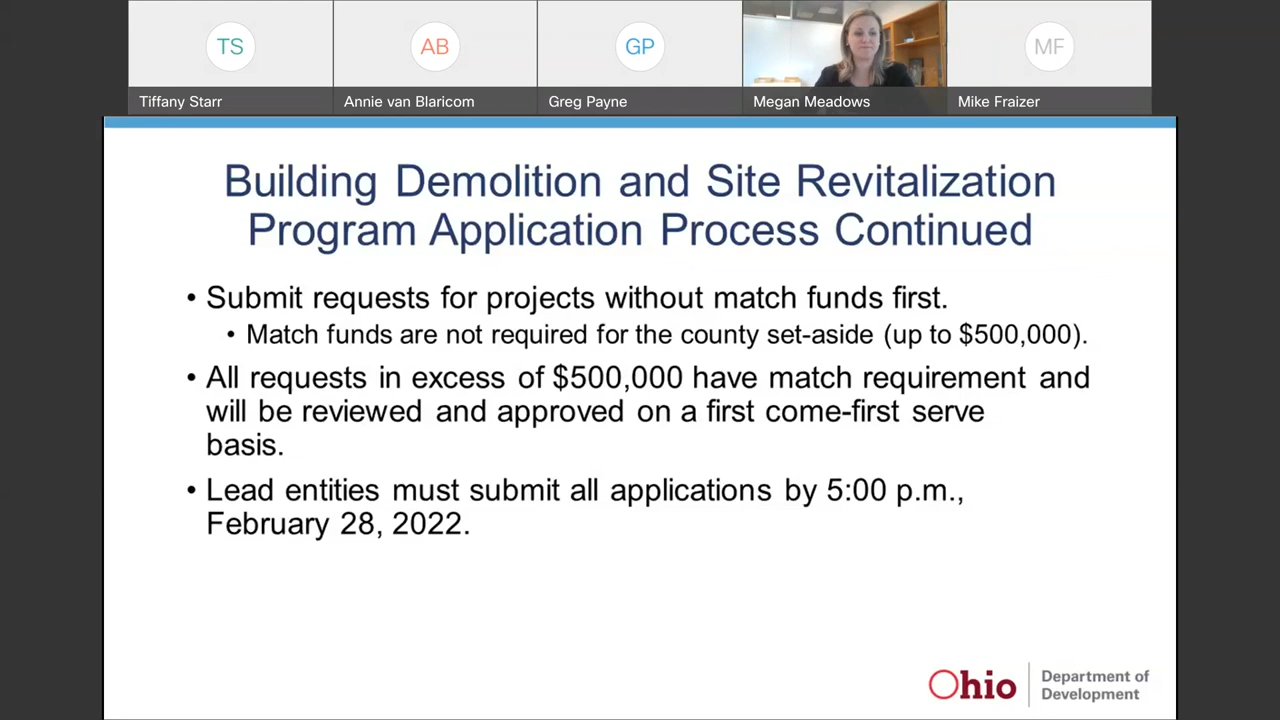 TS
AB
GP
MF
Tiffany Starr
Annie van Blaricom
Greg Payne
Megan Meadows
Mike Fraizer
Building Demolition and Site Revitalization
Program Application Process Continued
• Submit requests for projects without match funds first.
• Match funds are not required for the county set-aside (up to $500,000).
• All requests in excess of $500,000 have match requirement and
will be reviewed and approved on a first come-first serve
basis.
• Lead entities must submit all applications by 5:00 p.m.,
February 28, 2022.
Ohio
Department of
Development